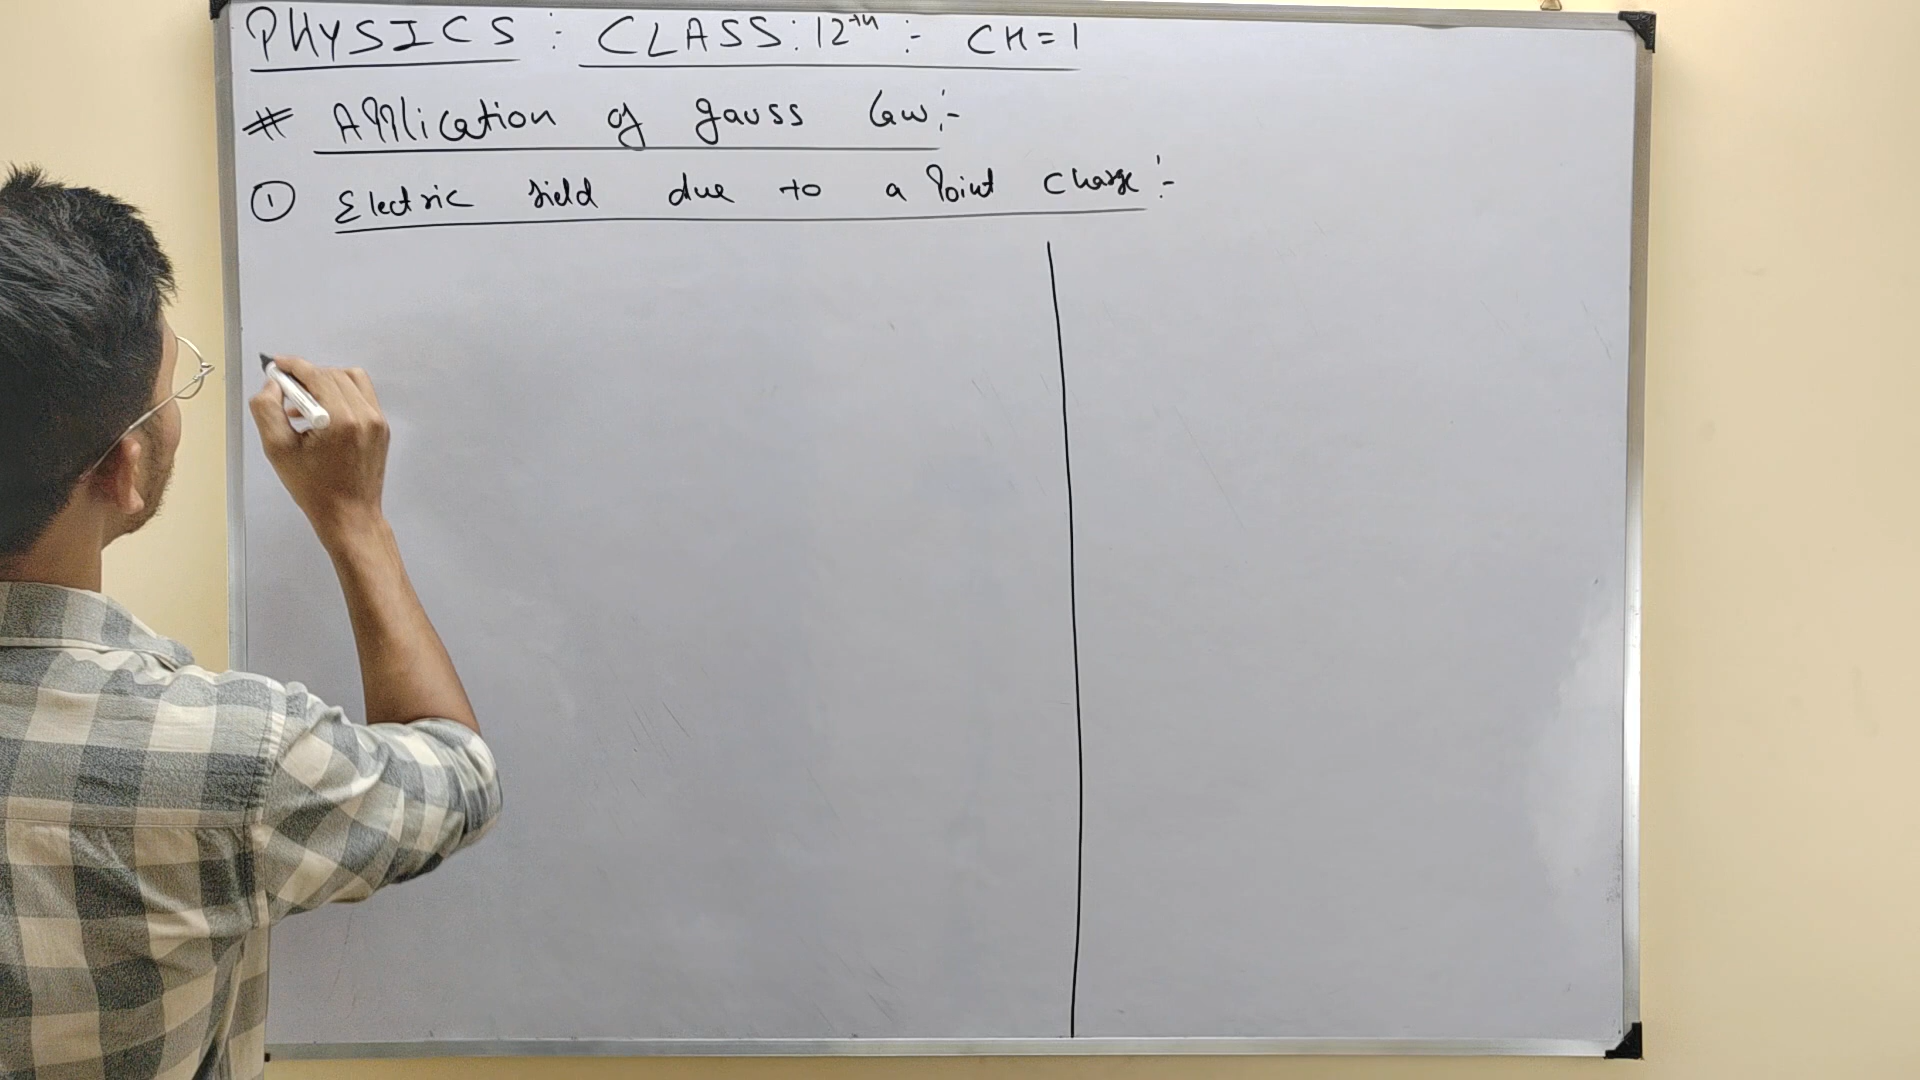 PHYSICS : CLASS : 12th :- CH = 1
# Application of gauss law :-
① Electric field due to a Point Charge :-